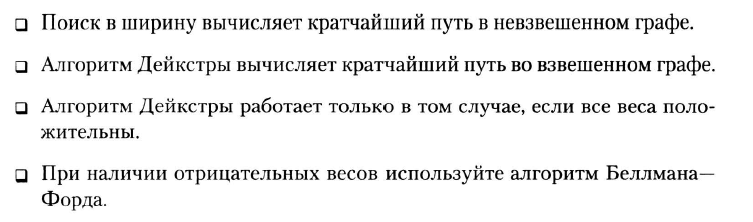 ❑ Поиск в ширину вычисляет кратчайший путь в невзвешенном графе.
❑ Алгоритм Дейкстры вычисляет кратчайший путь во взвешенном графе.
❑ Алгоритм Дейкстры работает только в том случае, если все веса поло-
жительны.
❑ При наличии отрицательных весов используйте алгоритм Беллмана—
Форда.